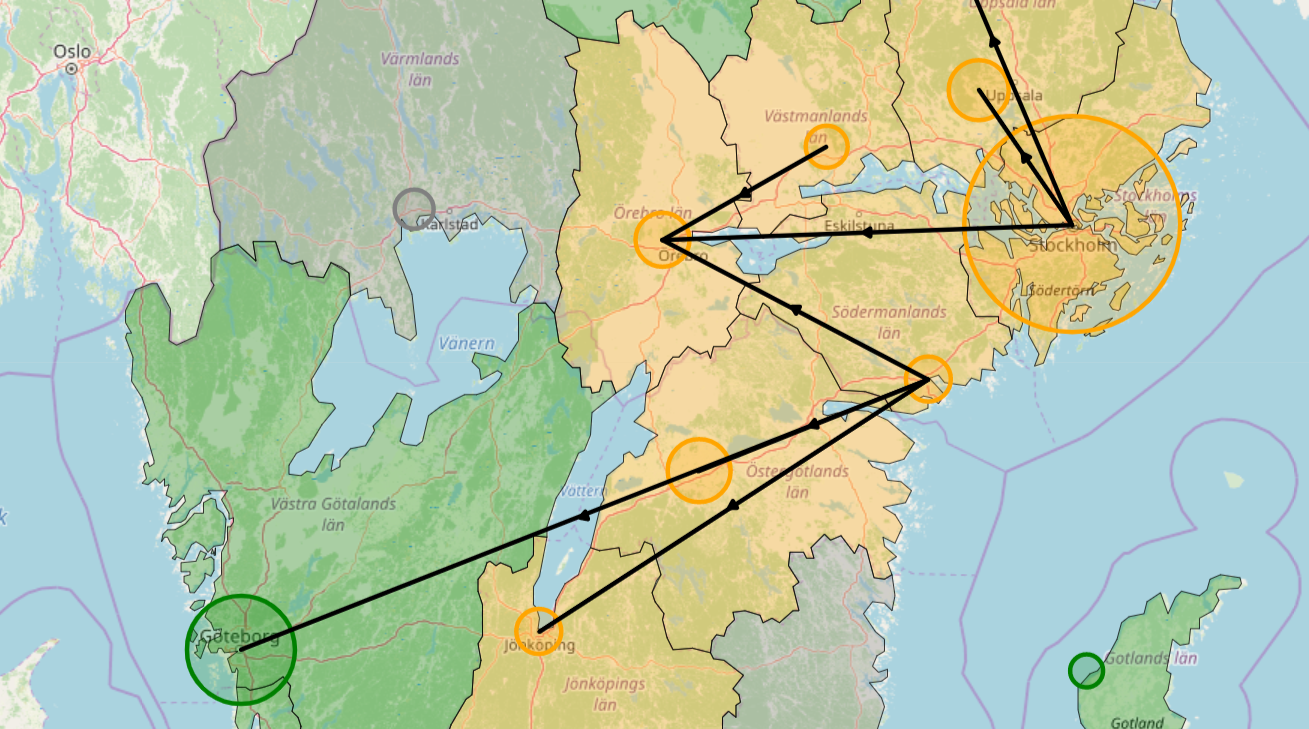 Uppsala län
Oslo
Värmlands
län
Uppsala
Västmanlands
län
Stockholms
län
Karlstad
Örebro län
Eskilstuna
Stockholm
Örebro
Södertörn
Södermanlands
län
Vänern
Östergötlands
län
Vättern
Västra Götalands
län
k
Göteborg
Jönköping
Gotlands län
Jönköpings
län
Gotland